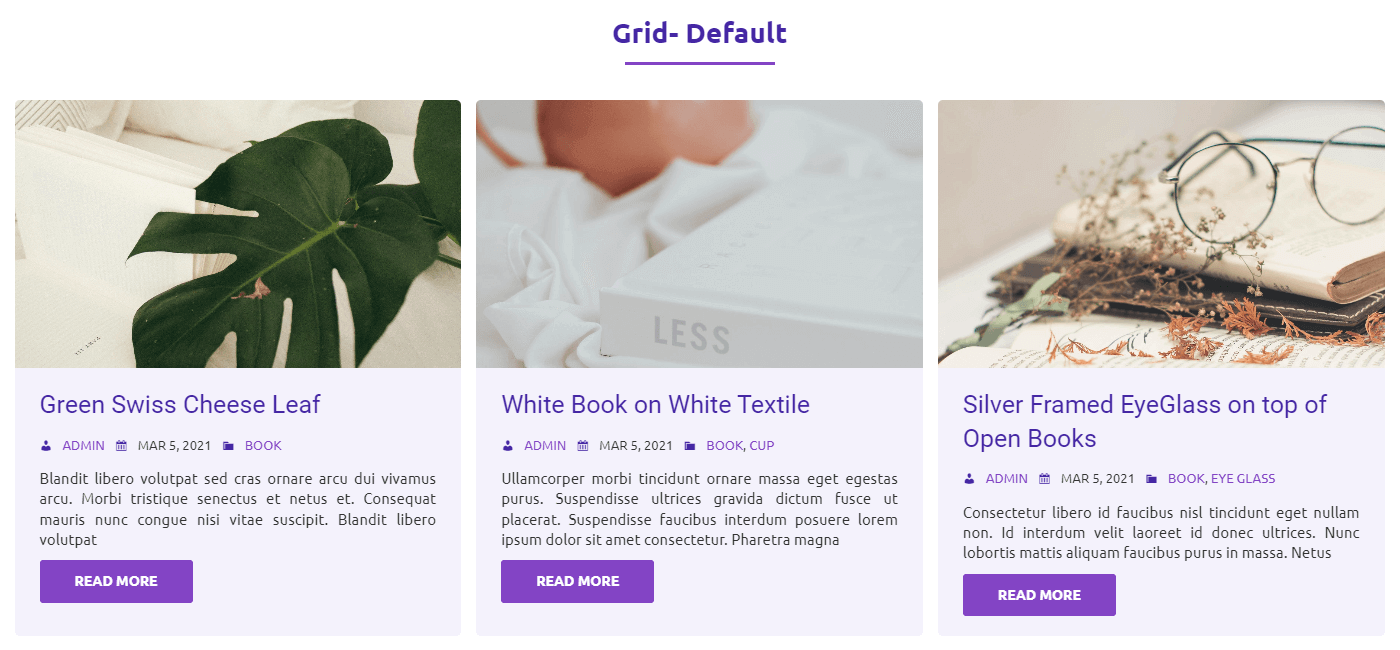 Grid- Default
LESS
Green Swiss Cheese Leaf
ADMIN MAR 5, 2021 BOOK
Blandit libero volutpat sed cras ornare arcu dui vivamus
arcu. Morbi tristique senectus et netus et. Consequat
mauris nunc congue nisi vitae suscipit. Blandit libero
volutpat
READ MORE
White Book on White Textile
ADMIN MAR 5, 2021 BOOK, CUP
Ullamcorper morbi tincidunt ornare massa eget egestas
purus. Suspendisse ultrices gravida dictum fusce ut
placerat. Suspendisse faucibus interdum posuere lorem
ipsum dolor sit amet consectetur. Pharetra magna
READ MORE
Silver Framed EyeGlass on top of
Open Books
ADMIN MAR 5, 2021 BOOK, EYE GLASS
Consectetur libero id faucibus nisl tincidunt eget nullam
non. Id interdum velit laoreet id donec ultrices. Nunc
lobortis mattis aliquam faucibus purus in massa. Netus
READ MORE